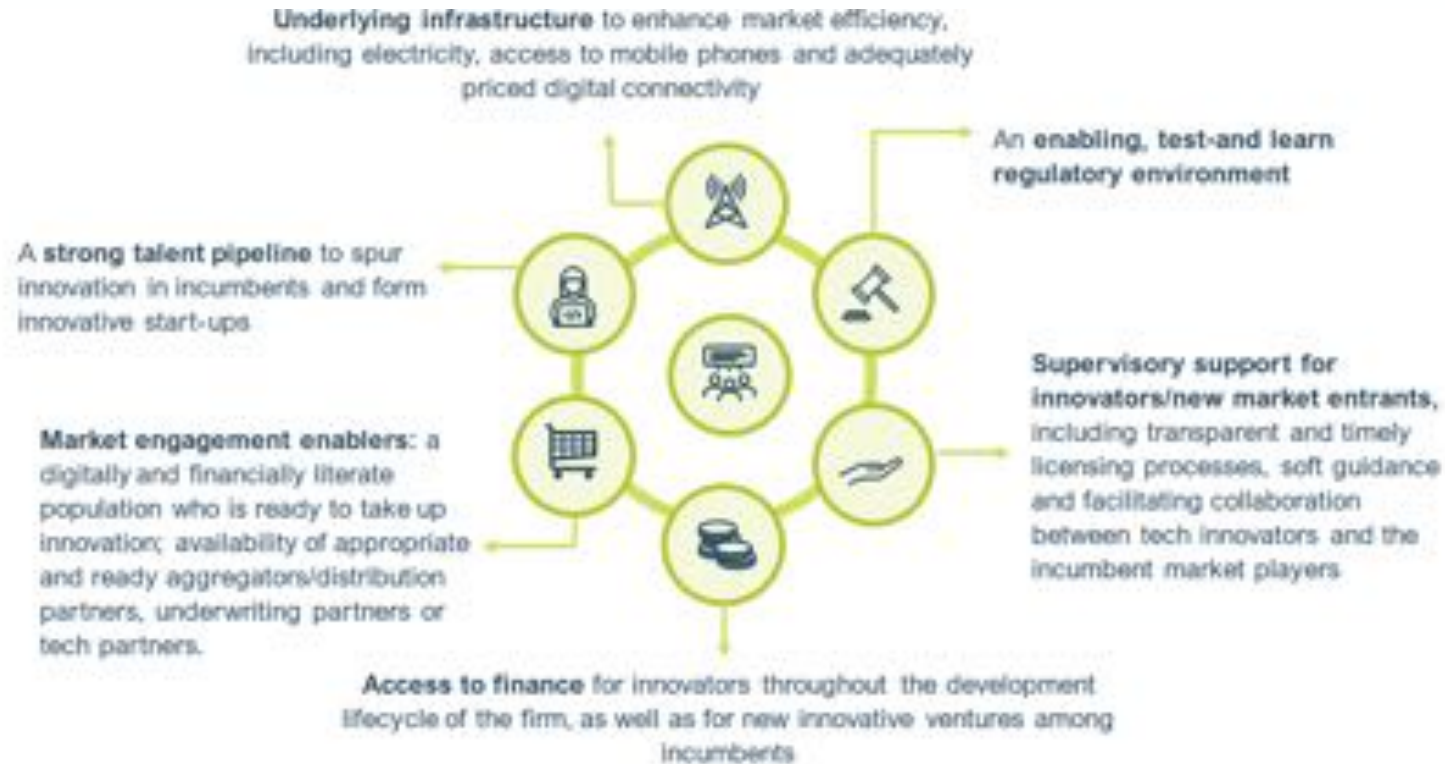 Underlying infrastructure to enhance market efficiency,
including electricity, access to mobile phones and adequately
priced digital connectivity
An enabling, test-and learn
regulatory environment
A strong talent pipeline to spur
innovation in incumbents and form
innovative start-ups
Supervisory support for
innovators/new market entrants,
including transparent and timely
licensing processes, soft guidance
and facilitating collaboration
between tech innovators and the
incumbent market players
Market engagement enablers: a
digitally and financially literate
population who is ready to take up
innovation; availability of appropriate
and ready aggregators/distribution
partners, underwriting partners or
tech partners.
Access to finance for innovators throughout the development
lifecycle of the firm, as well as for new innovative ventures among
incumbents